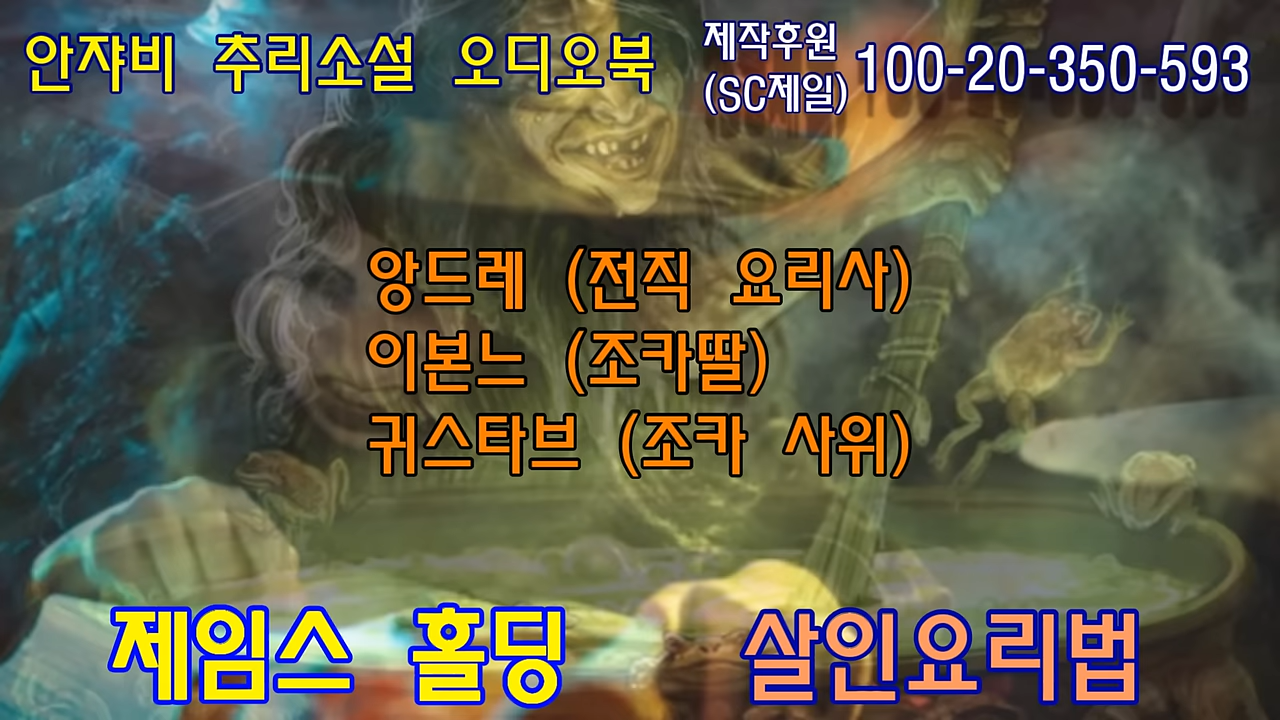 안쟈비 추리소설 오디오북
제작후원
(SC제일) 100-20-350-593
앙드레 (전직 요리사)
이본느 (조카딸)
귀스타브 (조카 사위)
제임스 홀딩 살인요리법